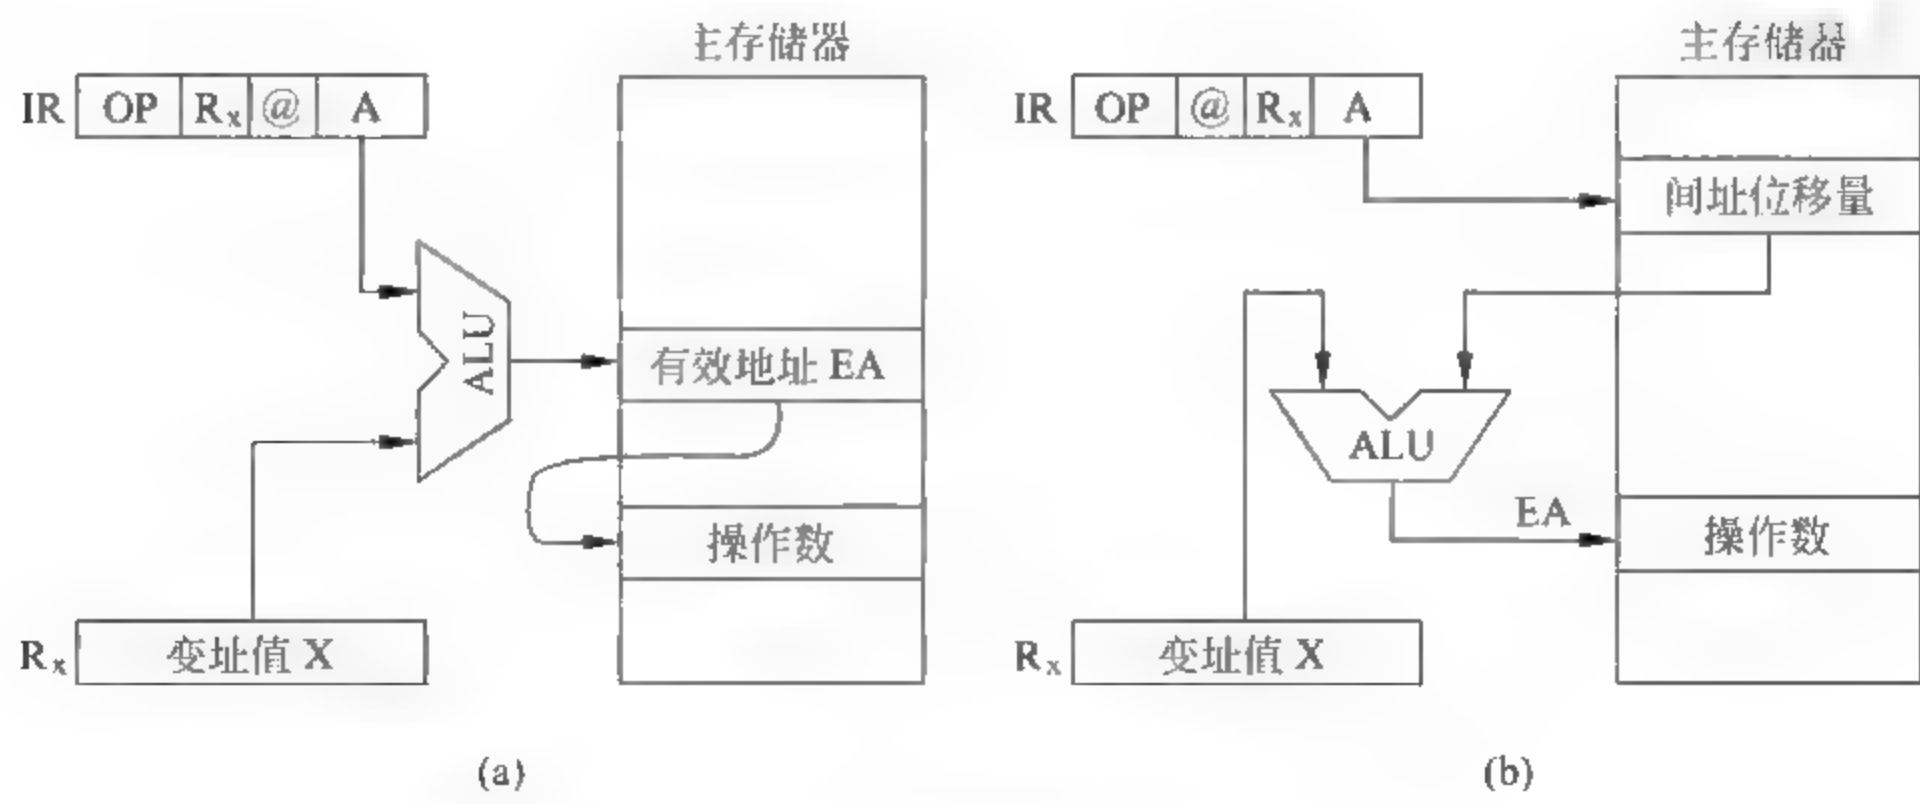 主存储器
IR OP Rx @ A
ALU
有效地址 EA
操作数
Rx 变址值 X
(a)
主存储器
IR OP @ Rx A
间址位移量
ALU
EA
操作数
Rx 变址值 X
(b)